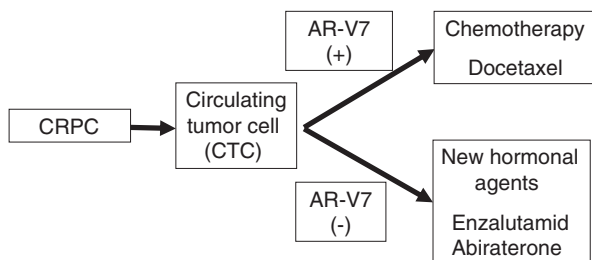 CRPC
Circulating
tumor cell
(CTC)
AR-V7
(+)
Chemotherapy
Docetaxel
AR-V7
(-)
New hormonal
agents
Enzalutamid
Abiraterone